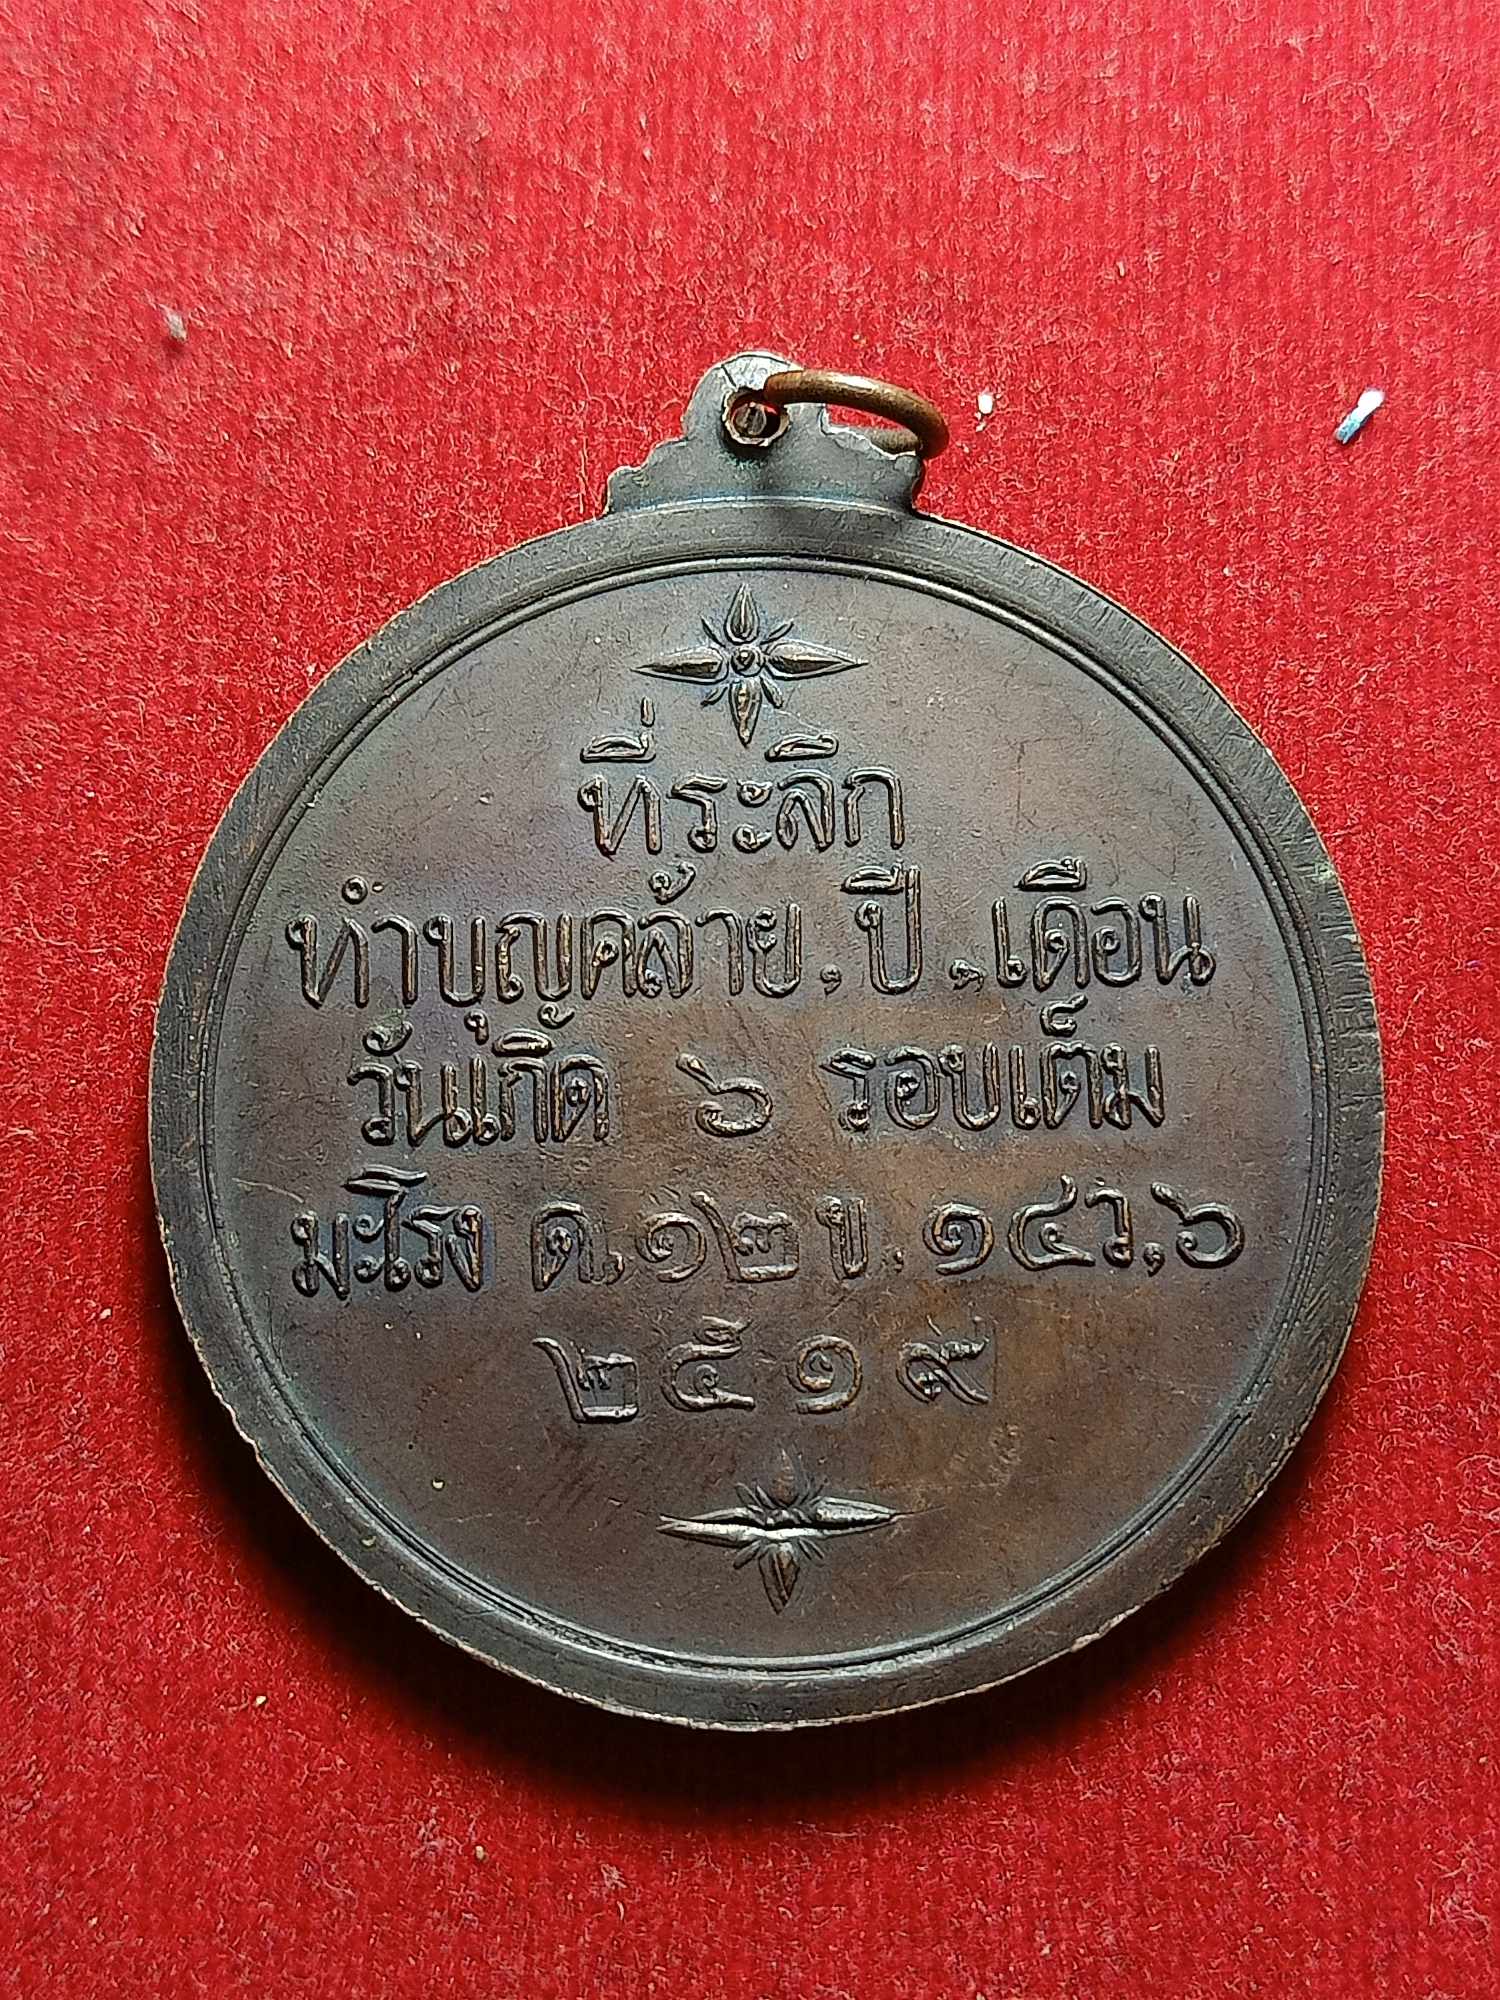 ที่ระลึก
ทำบุญคล้าย,ปี,,เดือน
วันเกิด ๖ รอบเต็ม
มะโรง ด,๑๒ ข,๑๔ว,๖
๒๕๑๙